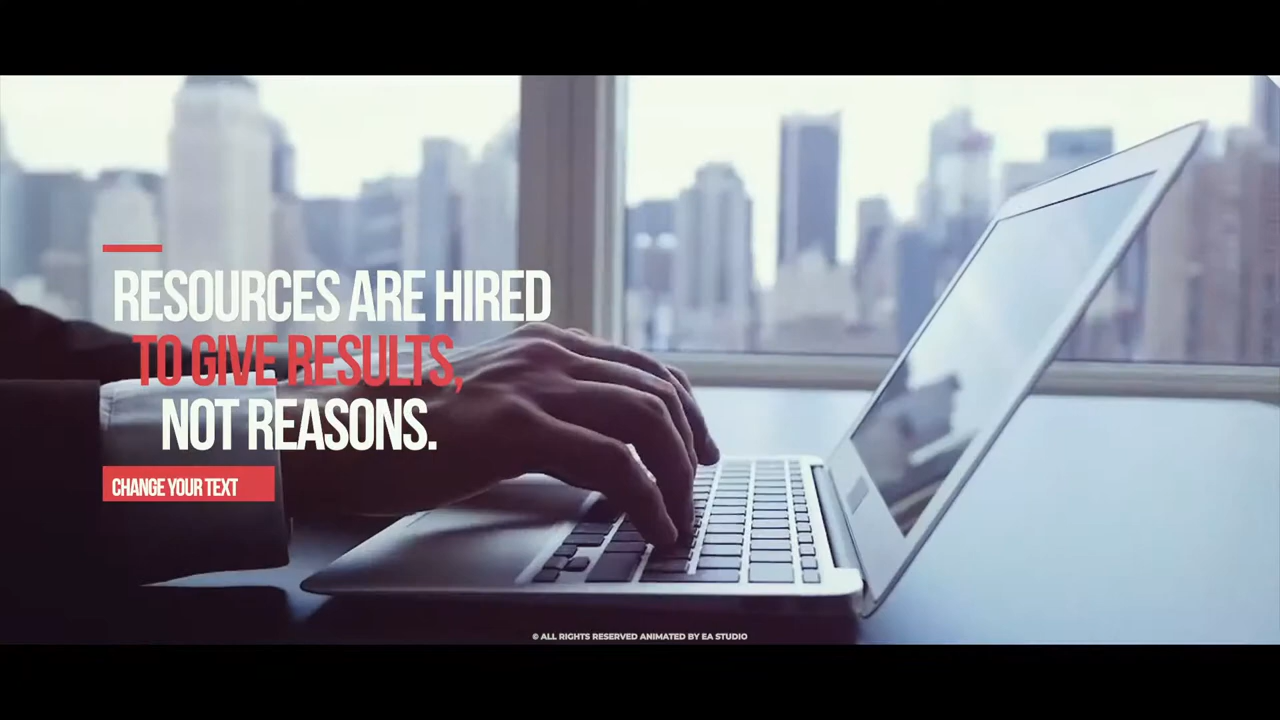 RESOURCES ARE HIRED
TO GIVE RESULTS,
NOT REASONS.
CHANGE YOUR TEXT
© ALL RIGHTS RESERVED ANIMATED BY EA STUDIO